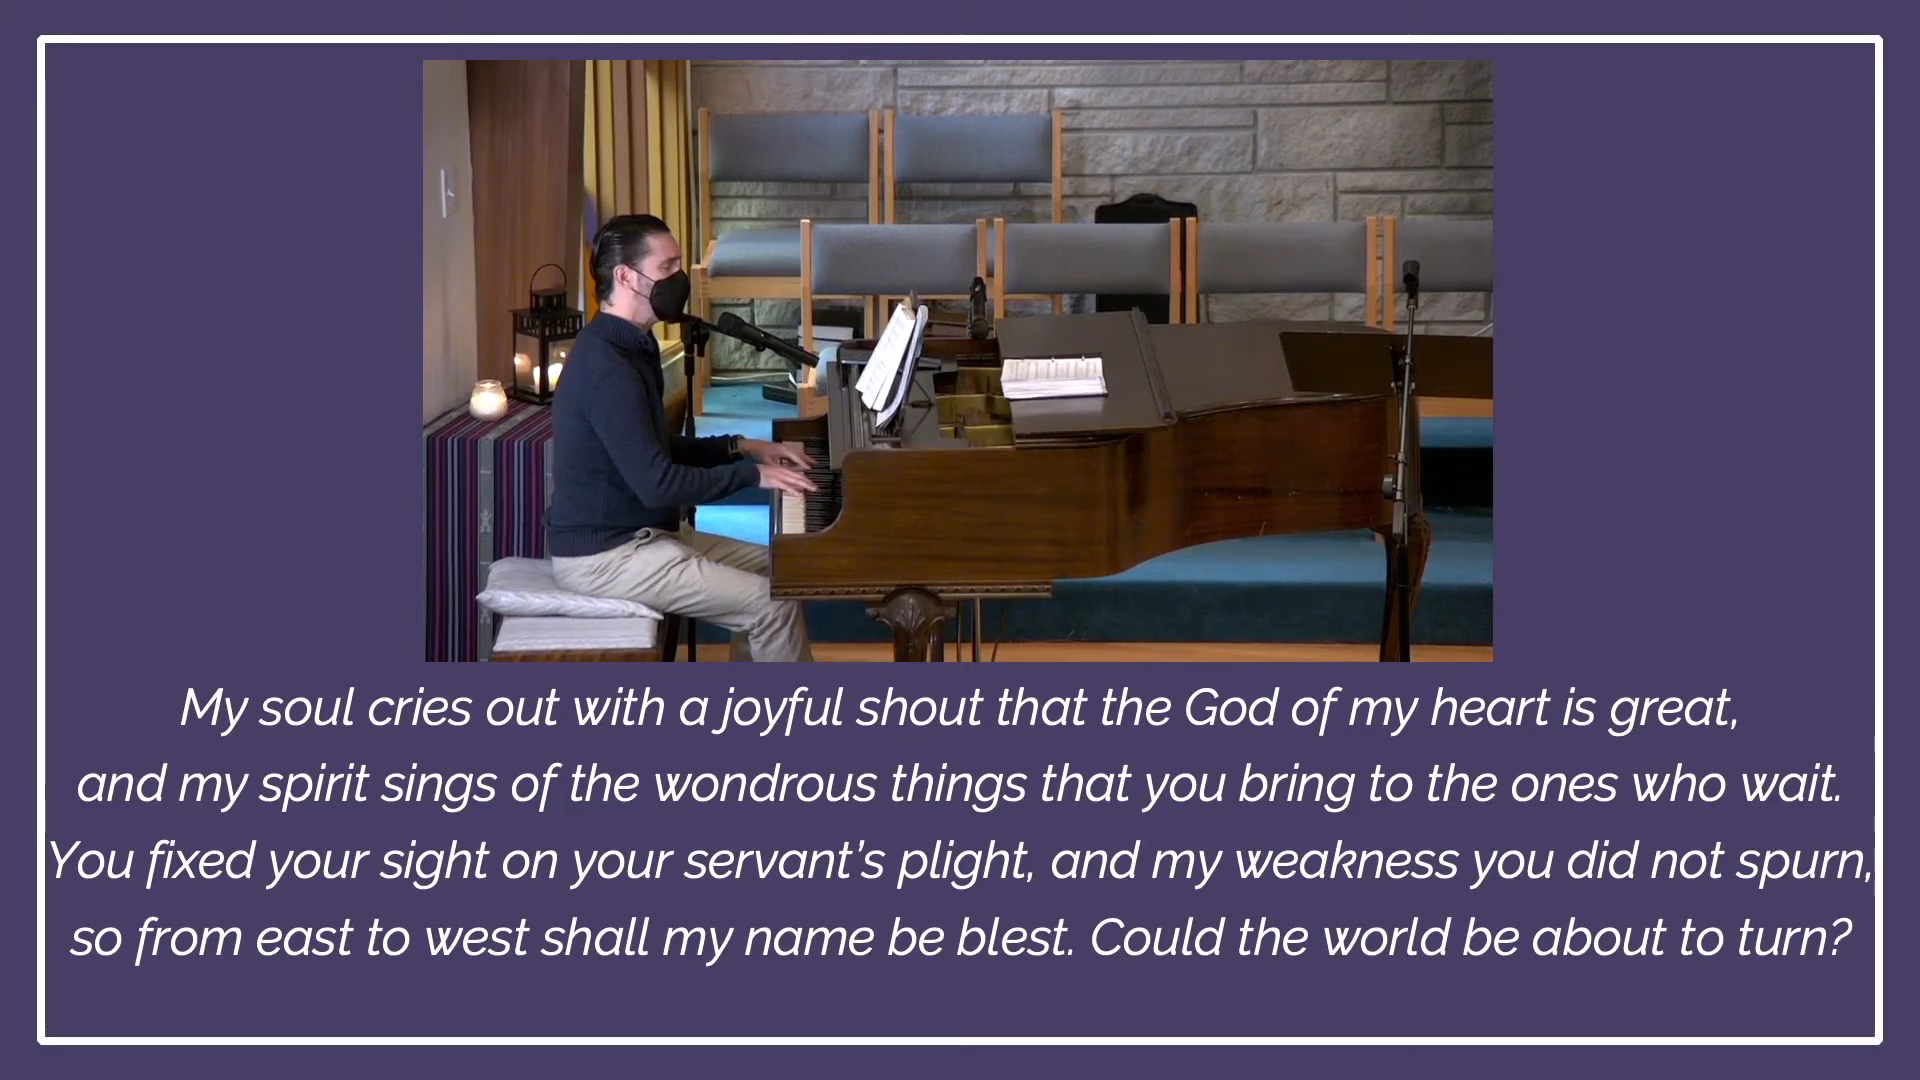 My soul cries out with a joyful shout that the God of my heart is great,
and my spirit sings of the wondrous things that you bring to the ones who wait.
You fixed your sight on your servant’s plight, and my weakness you did not spurn,
so from east to west shall my name be blest. Could the world be about to turn?